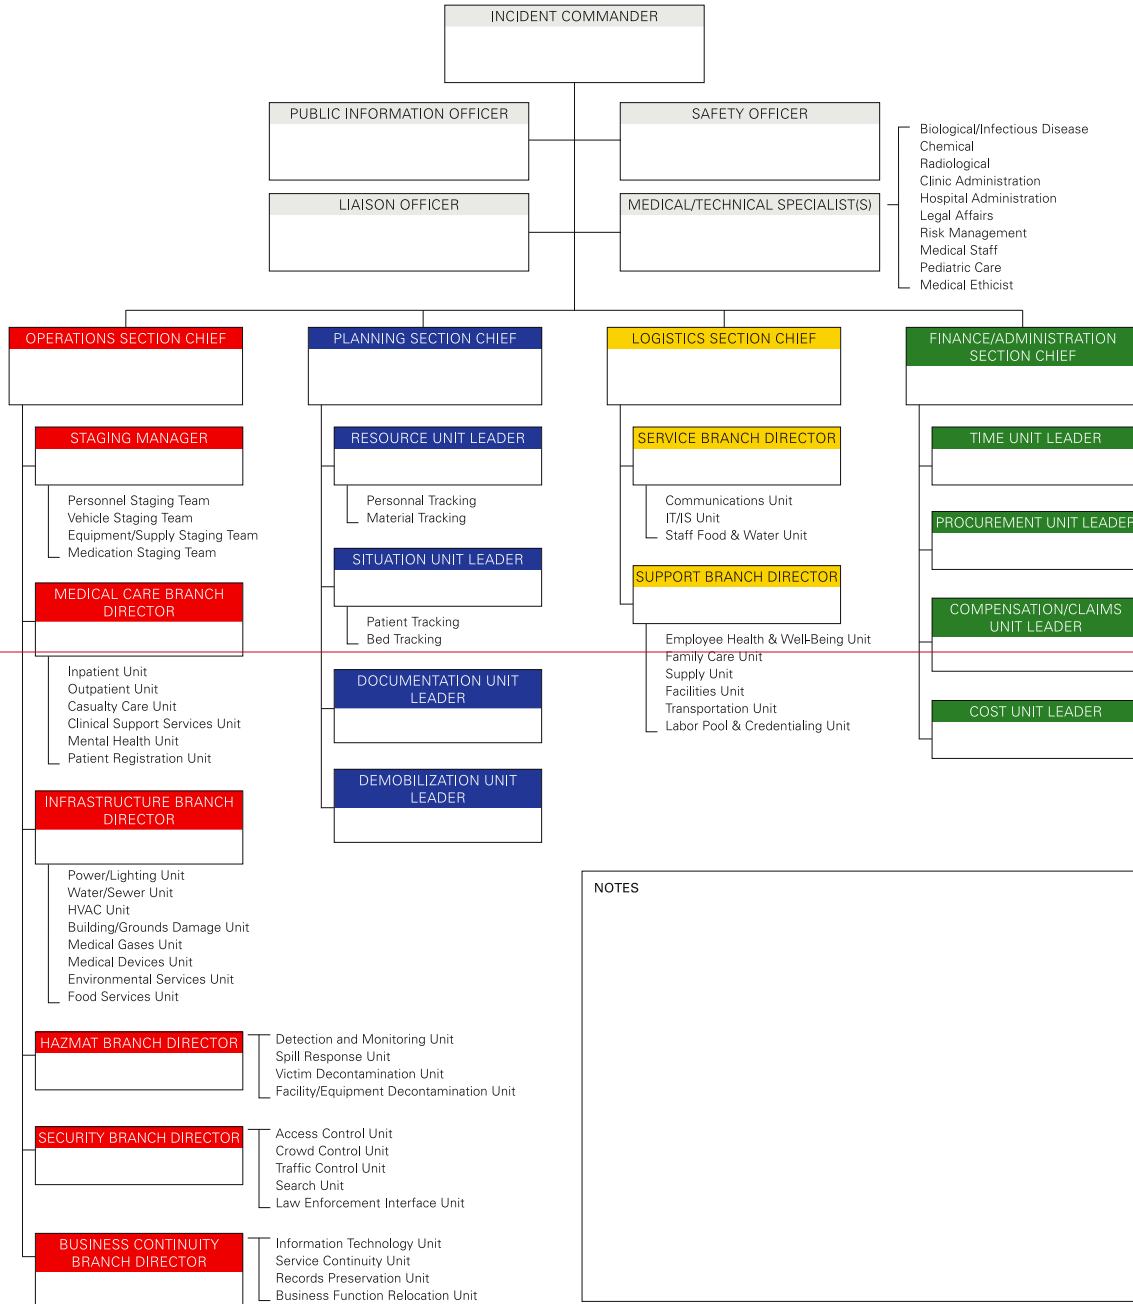 INCIDENT COMMANDER
PUBLIC INFORMATION OFFICER
SAFETY OFFICER
LIAISON OFFICER
MEDICAL/TECHNICAL SPECIALIST(S)
Biological/Infectious Disease
Chemical
Radiological
Clinic Administration
Hospital Administration
Legal Affairs
Risk Management
Medical Staff
Pediatric Care
Medical Ethicist
OPERATIONS SECTION CHIEF
STAGING MANAGER
Personnel Staging Team
Vehicle Staging Team
Equipment/Supply Staging Team
Medication Staging Team
MEDICAL CARE BRANCH
DIRECTOR
Inpatient Unit
Outpatient Unit
Casualty Care Unit
Clinical Support Services Unit
Mental Health Unit
Patient Registration Unit
INFRASTRUCTURE BRANCH
DIRECTOR
Power/Lighting Unit
Water/Sewer Unit
HVAC Unit
Building/Grounds Damage Unit
Medical Gases Unit
Medical Devices Unit
Environmental Services Unit
Food Services Unit
HAZMAT BRANCH DIRECTOR
Detection and Monitoring Unit
Spill Response Unit
Victim Decontamination Unit
Facility/Equipment Decontamination Unit
SECURITY BRANCH DIRECTOR
Access Control Unit
Crowd Control Unit
Traffic Control Unit
Search Unit
Law Enforcement Interface Unit
BUSINESS CONTINUITY
BRANCH DIRECTOR
Information Technology Unit
Service Continuity Unit
Records Preservation Unit
Business Function Relocation Unit
PLANNING SECTION CHIEF
RESOURCE UNIT LEADER
Personnal Tracking
Material Tracking
SITUATION UNIT LEADER
Patient Tracking
Bed Tracking
DOCUMENTATION UNIT
LEADER
DEMOBILIZATION UNIT
LEADER
LOGISTICS SECTION CHIEF
SERVICE BRANCH DIRECTOR
Communications Unit
IT/IS Unit
Staff Food & Water Unit
SUPPORT BRANCH DIRECTOR
Employee Health & Well-Being Unit
Family Care Unit
Supply Unit
Facilities Unit
Transportation Unit
Labor Pool & Credentialing Unit
FINANCE/ADMINISTRATION
SECTION CHIEF
TIME UNIT LEADER
PROCUREMENT UNIT LEADER
COMPENSATION/CLAIMS
UNIT LEADER
COST UNIT LEADER
NOTES